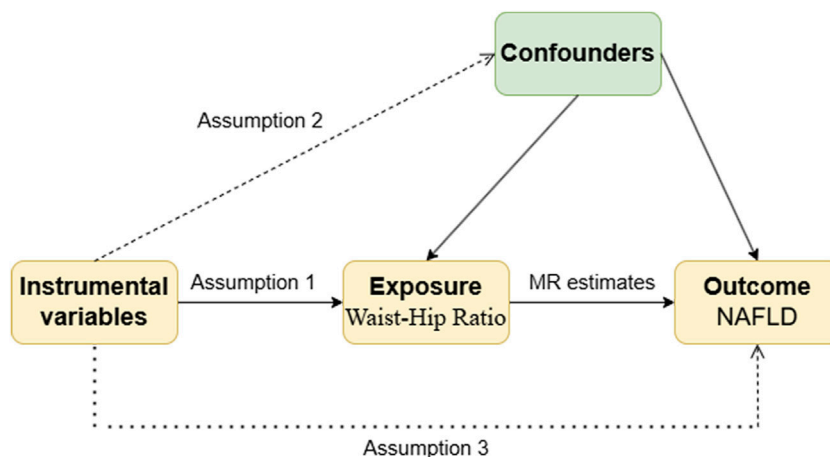 Confounders
Assumption 2
Instrumental
variables
Assumption 1
Exposure
Waist-Hip Ratio
MR estimates
Outcome
NAFLD
Assumption 3